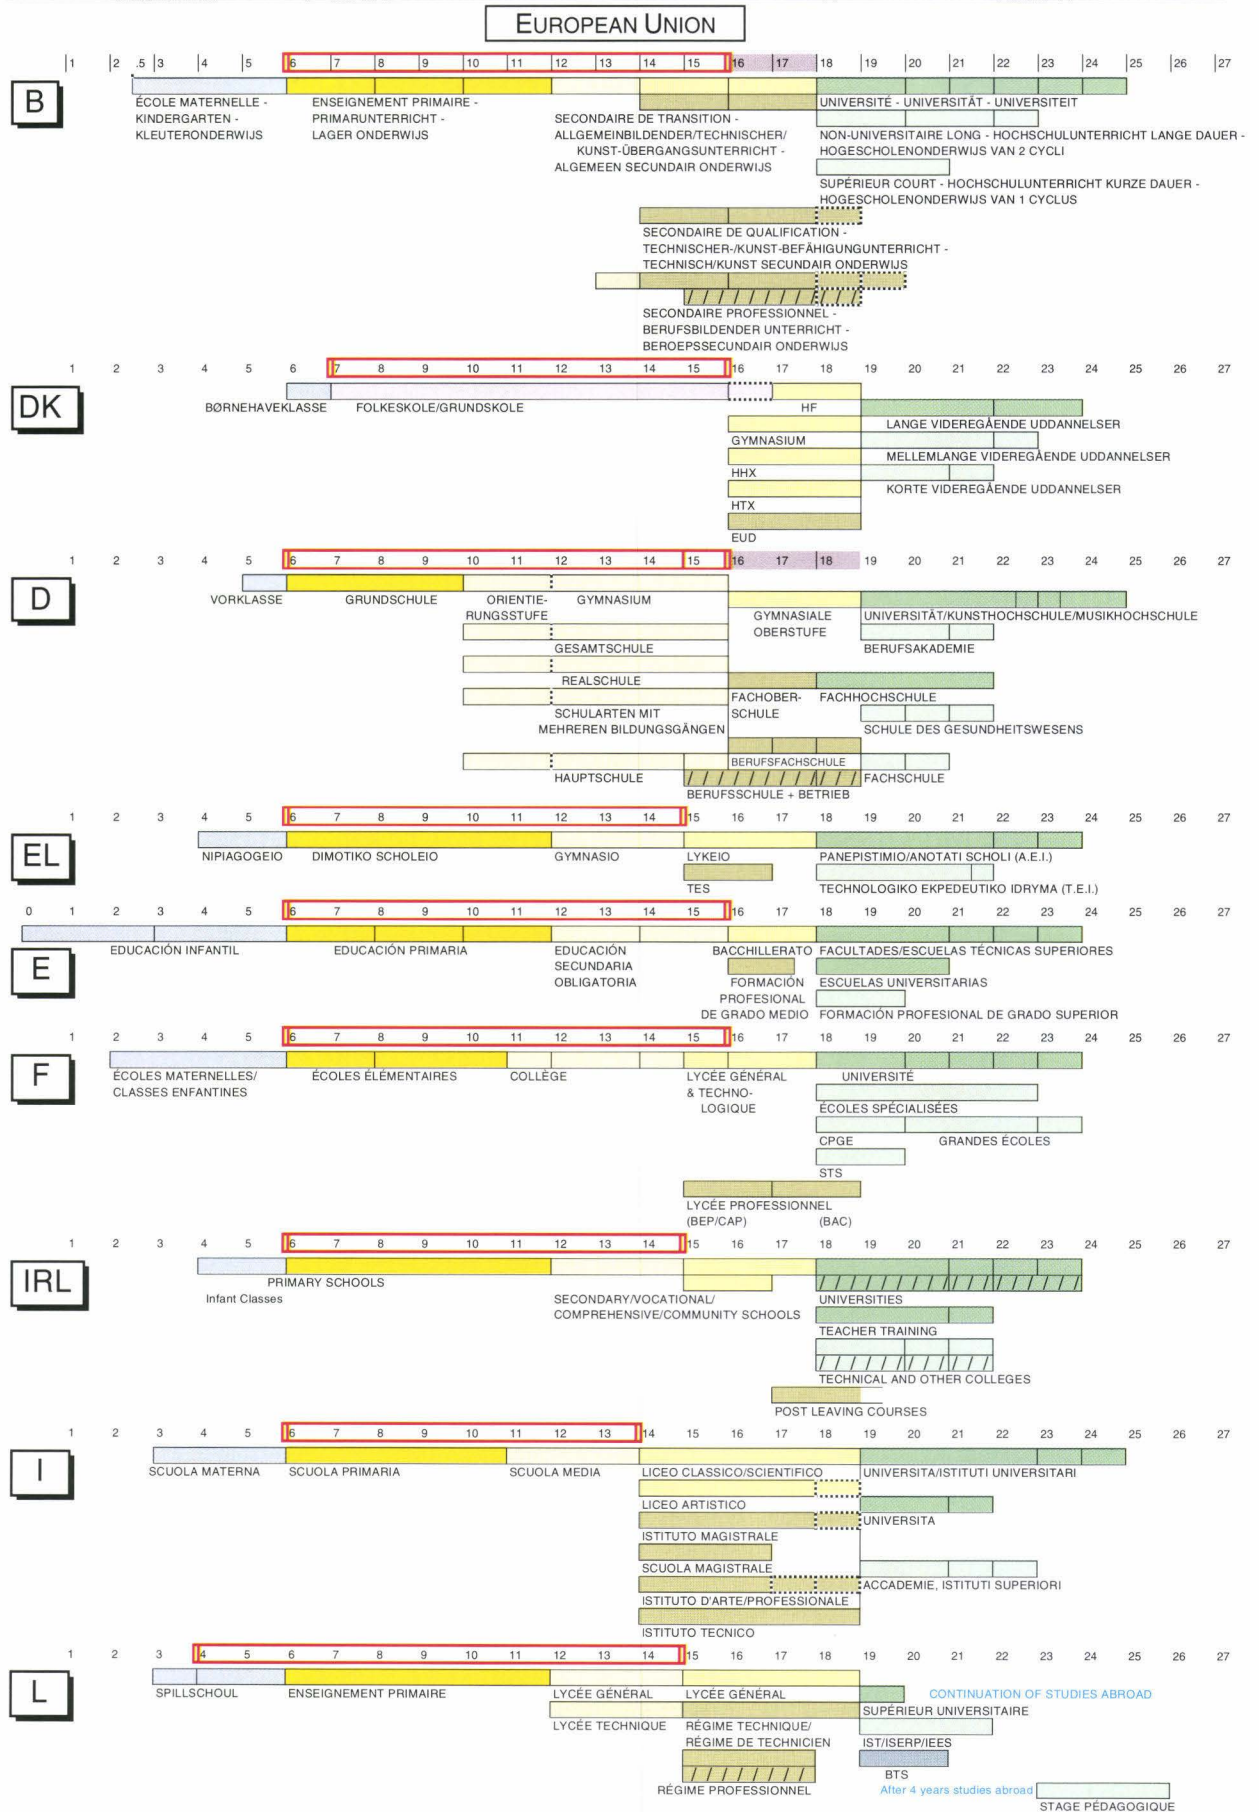 EUROPEAN UNION
1 2 .5 3 4 5 6 7 8 9 10 11 12 13 14 15 16 17 18 19 20 21 22 23 24 25 26 27
B
ÉCOLE MATERNELLE -
KINDERGARTEN -
KLEUTERONDERWIJS
ENSEIGNEMENT PRIMAIRE -
PRIMARUNTERRICHT -
LAGER ONDERWIJS
SECONDAIRE DE TRANSITION -
ALLGEMEINBILDENDER/TECHNISCHER/
KUNST-ÜBERGANGSUNTERRICHT -
ALGEMEEN SECUNDAIR ONDERWIJS
UNIVERSITÉ - UNIVERSITÄT - UNIVERSITEIT
NON-UNIVERSITAIRE LONG - HOCHSCHULUNTERRICHT LANGE DAUER -
HOGESCHOLENONDERWIJS VAN 2 CYCLI
SUPÉRIEUR COURT - HOCHSCHULUNTERRICHT KURZE DAUER -
HOGESCHOLENONDERWIJS VAN 1 CYCLUS
SECONDAIRE DE QUALIFICATION -
TECHNISCHER-/KUNST-BEFÄHIGUNGUNTERRICHT -
TECHNISCH/KUNST SECUNDAIR ONDERWIJS
SECONDAIRE PROFESSIONNEL -
BERUFSBILDENDER UNTERRICHT -
BEROEPSSECUNDAIR ONDERWIJS
1 2 3 4 5 6 7 8 9 10 11 12 13 14 15 16 17 18 19 20 21 22 23 24 25 26 27
DK
BØRNEHAVEKLASSE
FOLKESKOLE/GRUNDSKOLE
HF
LANGE VIDEREGÅENDE UDDANNELSER
GYMNASIUM
MELLEMLANGE VIDEREGÅENDE UDDANNELSER
HHX
KORTE VIDEREGÅENDE UDDANNELSER
HTX
EUD
1 2 3 4 5 6 7 8 9 10 11 12 13 14 15 16 17 18 19 20 21 22 23 24 25 26 27
D
VORKLASSE
GRUNDSCHULE
ORIENTIE-
RUNGSSTUFE
GYMNASIUM
GYMNASIALE
OBERSTUFE
UNIVERSITÄT/KUNSTHOCHSCHULE/MUSIKHOCHSCHULE
GESAMTSCHULE
BERUFSAKADEMIE
REALSCHULE
FACHOBER-
SCHULE
FACHHOCHSCHULE
SCHULARTEN MIT
MEHREREN BILDUNGSGÄNGEN
SCHULE DES GESUNDHEITSWESENS
BERUFSFACHSCHULE
HAUPTSCHULE
FACHSCHULE
BERUFSSCHULE + BETRIEB
1 2 3 4 5 6 7 8 9 10 11 12 13 14 15 16 17 18 19 20 21 22 23 24 25 26 27
EL
NIPIAGOGEIO
DIMOTIKO SCHOLEIO
GYMNASIO
LYKEIO
PANEPISTIMIO/ANOTATI SCHOLI (A.E.I.)
TES
TECHNOLOGIKO EKPEDEUTIKO IDRYMA (T.E.I.)
0 1 2 3 4 5 6 7 8 9 10 11 12 13 14 15 16 17 18 19 20 21 22 23 24 25 26 27
E
EDUCACIÓN INFANTIL
EDUCACIÓN PRIMARIA
EDUCACIÓN
SECUNDARIA
OBLIGATORIA
BACCHILLERATO
FACULTADES/ESCUELAS TÉCNICAS SUPERIORES
FORMACIÓN
PROFESIONAL
DE GRADO MEDIO
ESCUELAS UNIVERSITARIAS
FORMACIÓN PROFESIONAL DE GRADO SUPERIOR
1 2 3 4 5 6 7 8 9 10 11 12 13 14 15 16 17 18 19 20 21 22 23 24 25 26 27
F
ÉCOLES MATERNELLES/
CLASSES ENFANTINES
ÉCOLES ÉLÉMENTAIRES
COLLÈGE
LYCÉE GÉNÉRAL
& TECHNO-
LOGIQUE
UNIVERSITÉ
ÉCOLES SPÉCIALISÉES
CPGE
GRANDES ÉCOLES
STS
LYCÉE PROFESSIONNEL
(BEP/CAP)
(BAC)
1 2 3 4 5 6 7 8 9 10 11 12 13 14 15 16 17 18 19 20 21 22 23 24 25 26 27
IRL
PRIMARY SCHOOLS
Infant Classes
SECONDARY/VOCATIONAL/
COMPREHENSIVE/COMMUNITY SCHOOLS
UNIVERSITIES
TEACHER TRAINING
TECHNICAL AND OTHER COLLEGES
POST LEAVING COURSES
1 2 3 4 5 6 7 8 9 10 11 12 13 14 15 16 17 18 19 20 21 22 23 24 25 26 27
I
SCUOLA MATERNA
SCUOLA PRIMARIA
SCUOLA MEDIA
LICEO CLASSICO/SCIENTIFICO
UNIVERSITA/ISTITUTI UNIVERSITARI
LICEO ARTISTICO
UNIVERSITA
ISTITUTO MAGISTRALE
SCUOLA MAGISTRALE
ACCADEMIE, ISTITUTI SUPERIORI
ISTITUTO D'ARTE/PROFESSIONALE
ISTITUTO TECNICO
1 2 3 4 5 6 7 8 9 10 11 12 13 14 15 16 17 18 19 20 21 22 23 24 25 26 27
L
SPILLSCHOUL
ENSEIGNEMENT PRIMAIRE
LYCÉE GÉNÉRAL
LYCÉE GÉNÉRAL
CONTINUATION OF STUDIES ABROAD
SUPÉRIEUR UNIVERSITAIRE
LYCÉE TECHNIQUE
RÉGIME TECHNIQUE/
RÉGIME DE TECHNICIEN
IST/ISERP/IEES
BTS
RÉGIME PROFESSIONNEL
After 4 years studies abroad
STAGE PÉDAGOGIQUE